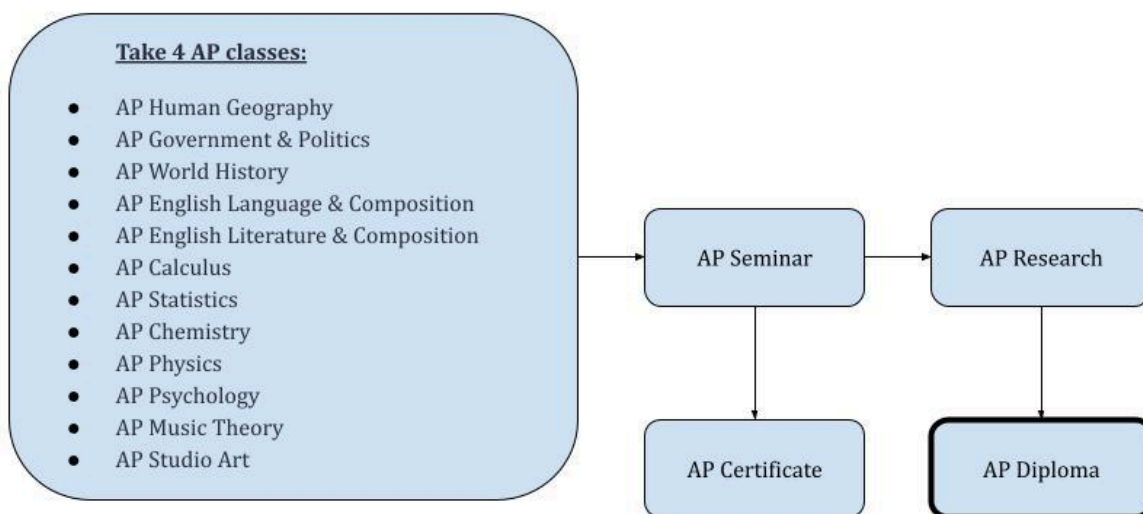 Take 4 AP classes:
● AP Human Geography
● AP Government & Politics
● AP World History
● AP English Language & Composition
● AP English Literature & Composition
● AP Calculus
● AP Statistics
● AP Chemistry
● AP Physics
● AP Psychology
● AP Music Theory
● AP Studio Art
AP Seminar
AP Research
AP Certificate
AP Diploma